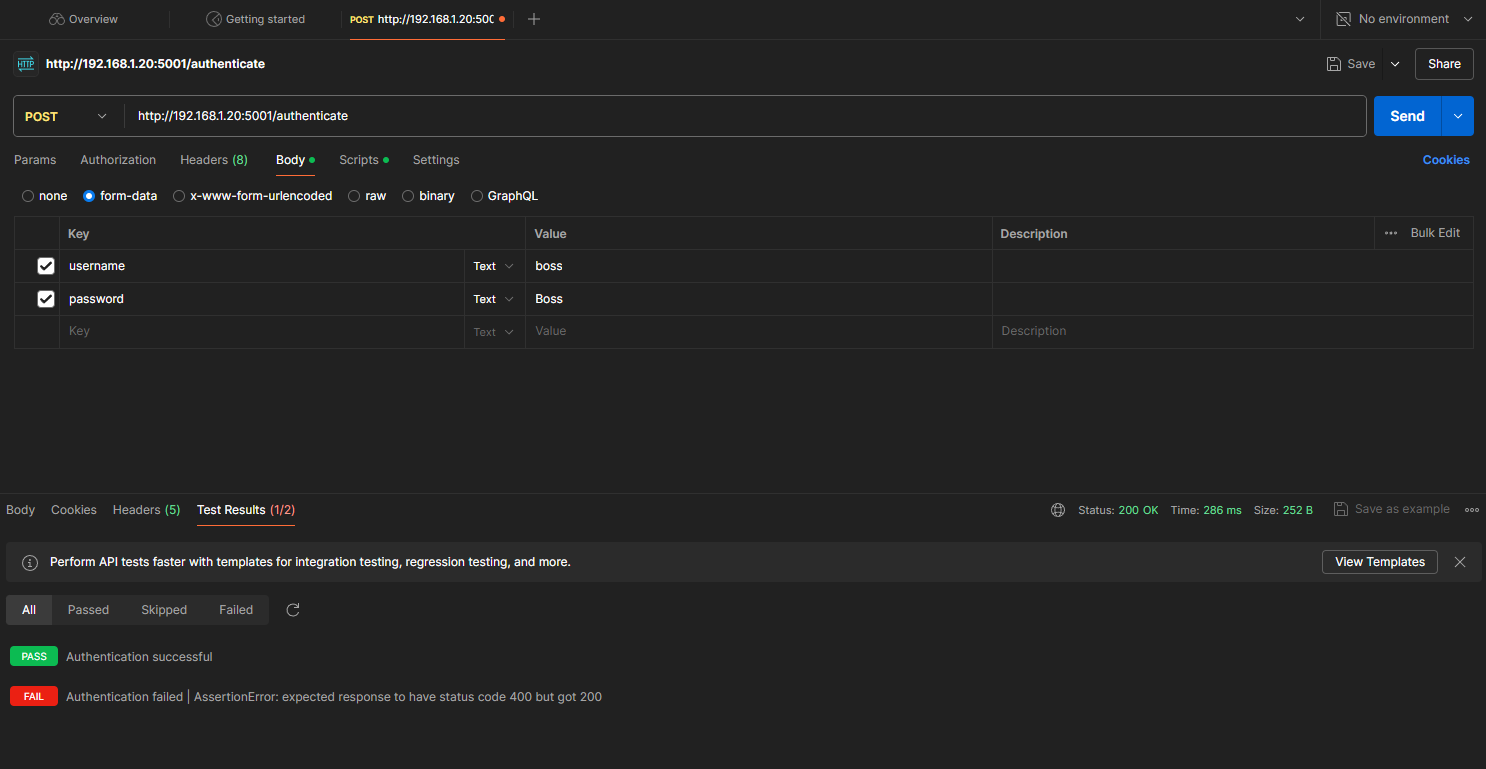 Overview Getting started POST http://192.168.1.20:500 No environment
HTTP http://192.168.1.20:5001/authenticate Save Share
POST http://192.168.1.20:5001/authenticate Send
Params Authorization Headers (8) Body Scripts Settings Cookies
none form-data x-www-form-urlencoded raw binary GraphQL
Key Value Description Bulk Edit
username Text boss
password Text Boss
Key Text Value Description
Body Cookies Headers (5) Test Results (1/2) Status: 200 OK Time: 286 ms Size: 252 B Save as example
Perform API tests faster with templates for integration testing, regression testing, and more. View Templates
All Passed Skipped Failed
PASS Authentication successful
FAIL Authentication failed | AssertionError: expected response to have status code 400 but got 200